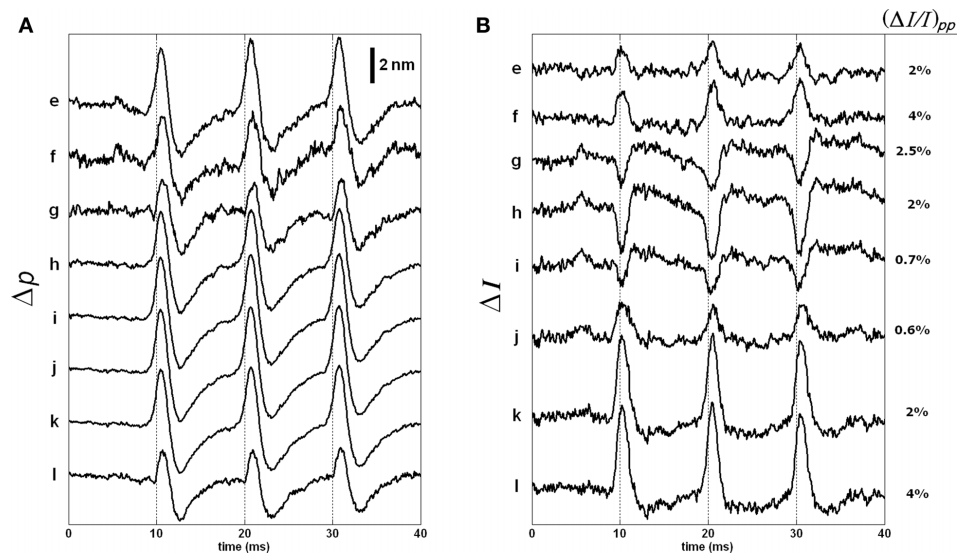 A
B
(ΔI/I)pp
2 nm
e
f
g
h
i
j
k
l
Δp
0
10
20
30
40
time (ms)
e
f
g
h
i
j
k
l
ΔI
2%
4%
2.5%
2%
0.7%
0.6%
2%
4%
0
10
20
30
40
time (ms)